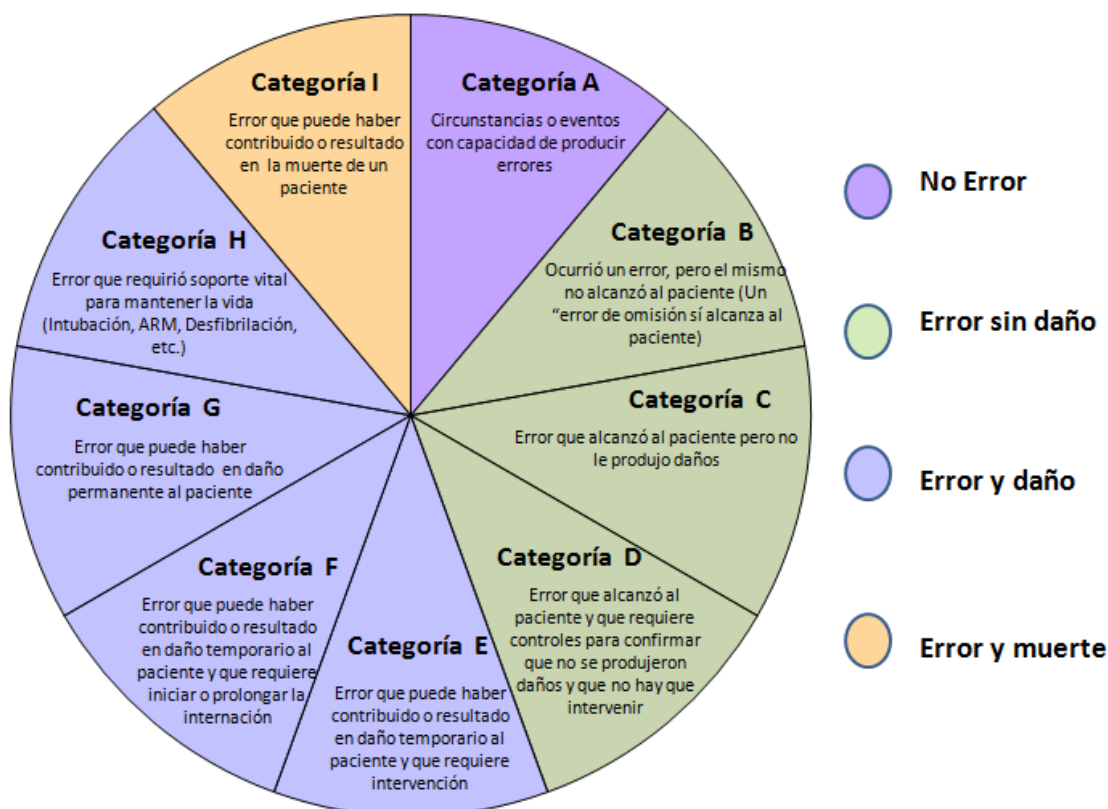 Categoría I
Error que puede haber
contribuido o resultado
en la muerte de un
paciente
Categoría A
Circunstancias o eventos
con capacidad de producir
errores
Categoría B
Ocurrió un error, pero el mismo
no alcanzó al paciente (Un
“error de omisión sí alcanza al
paciente)
Categoría C
Error que alcanzó al paciente pero no
le produjo daños
Categoría D
Error que alcanzó al
paciente y que requiere
controles para confirmar
que no se produjeron
daños y que no hay que
intervenir
Categoría E
Error que puede haber
contribuido o resultado
en daño temporario al
paciente y que requiere
intervención
Categoría F
Error que puede haber
contribuido o resultado
en daño temporario al
paciente y que requiere
iniciar o prolongar la
internación
Categoría G
Error que puede haber
contribuido o resultado en daño
permanente al paciente
Categoría H
Error que requirió soporte vital
para mantener la vida
(Intubación, ARM, Desfibrilación,
etc.)
No Error
Error sin daño
Error y daño
Error y muerte